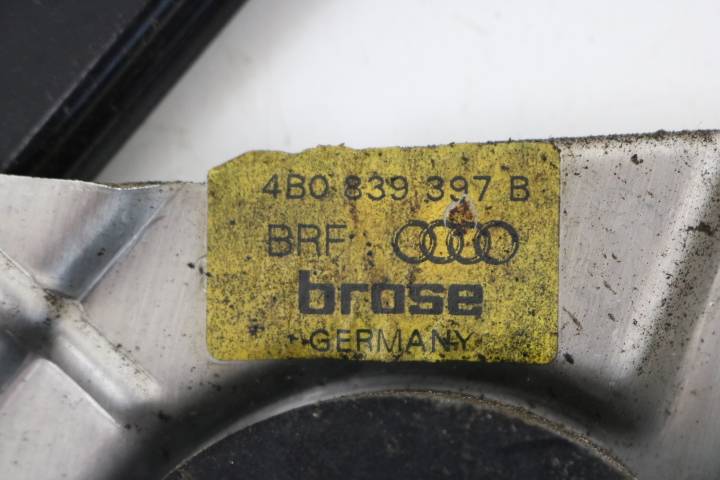 4B0 839 397 B
BRF
brose
GERMANY